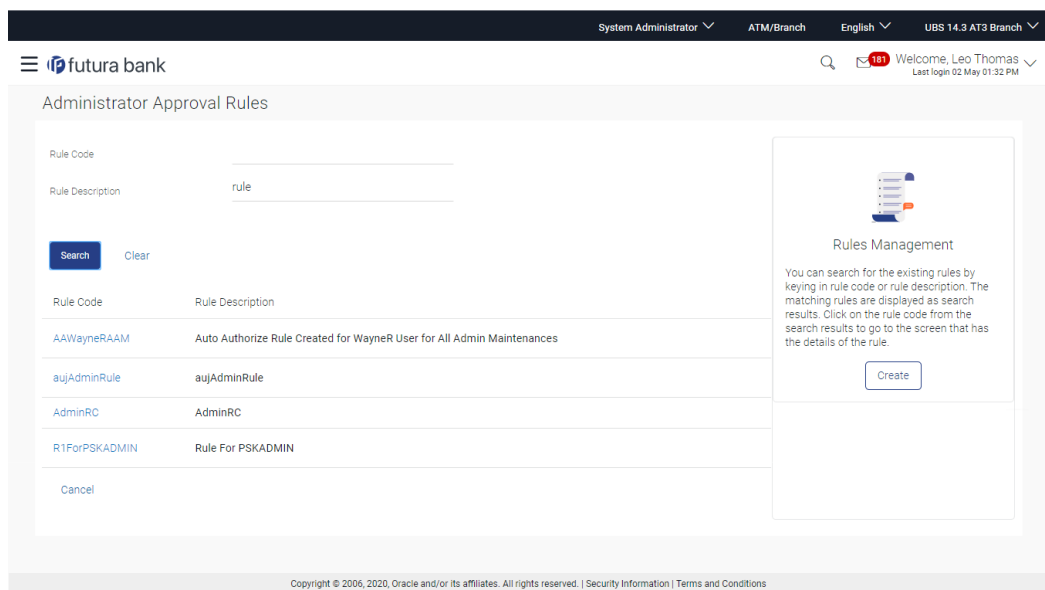 System Administrator ATM/Branch English UBS 14.3 AT3 Branch
futura bank 181 Welcome, Leo Thomas
Last login 02 May 01:32 PM
Administrator Approval Rules
Rule Code
Rule Description rule
Search Clear
Rule Code Rule Description
AAWayneRAAM Auto Authorize Rule Created for WayneR User for All Admin Maintenances
aujAdminRule aujAdminRule
AdminRC AdminRC
R1ForPSKADMIN Rule For PSKADMIN
Cancel
Rules Management
You can search for the existing rules by
keying in rule code or rule description. The
matching rules are displayed as search
results. Click on the rule code from the
search results to go to the screen that has
the details of the rule.
Create
Copyright © 2006, 2020, Oracle and/or its affiliates. All rights reserved. | Security Information | Terms and Conditions